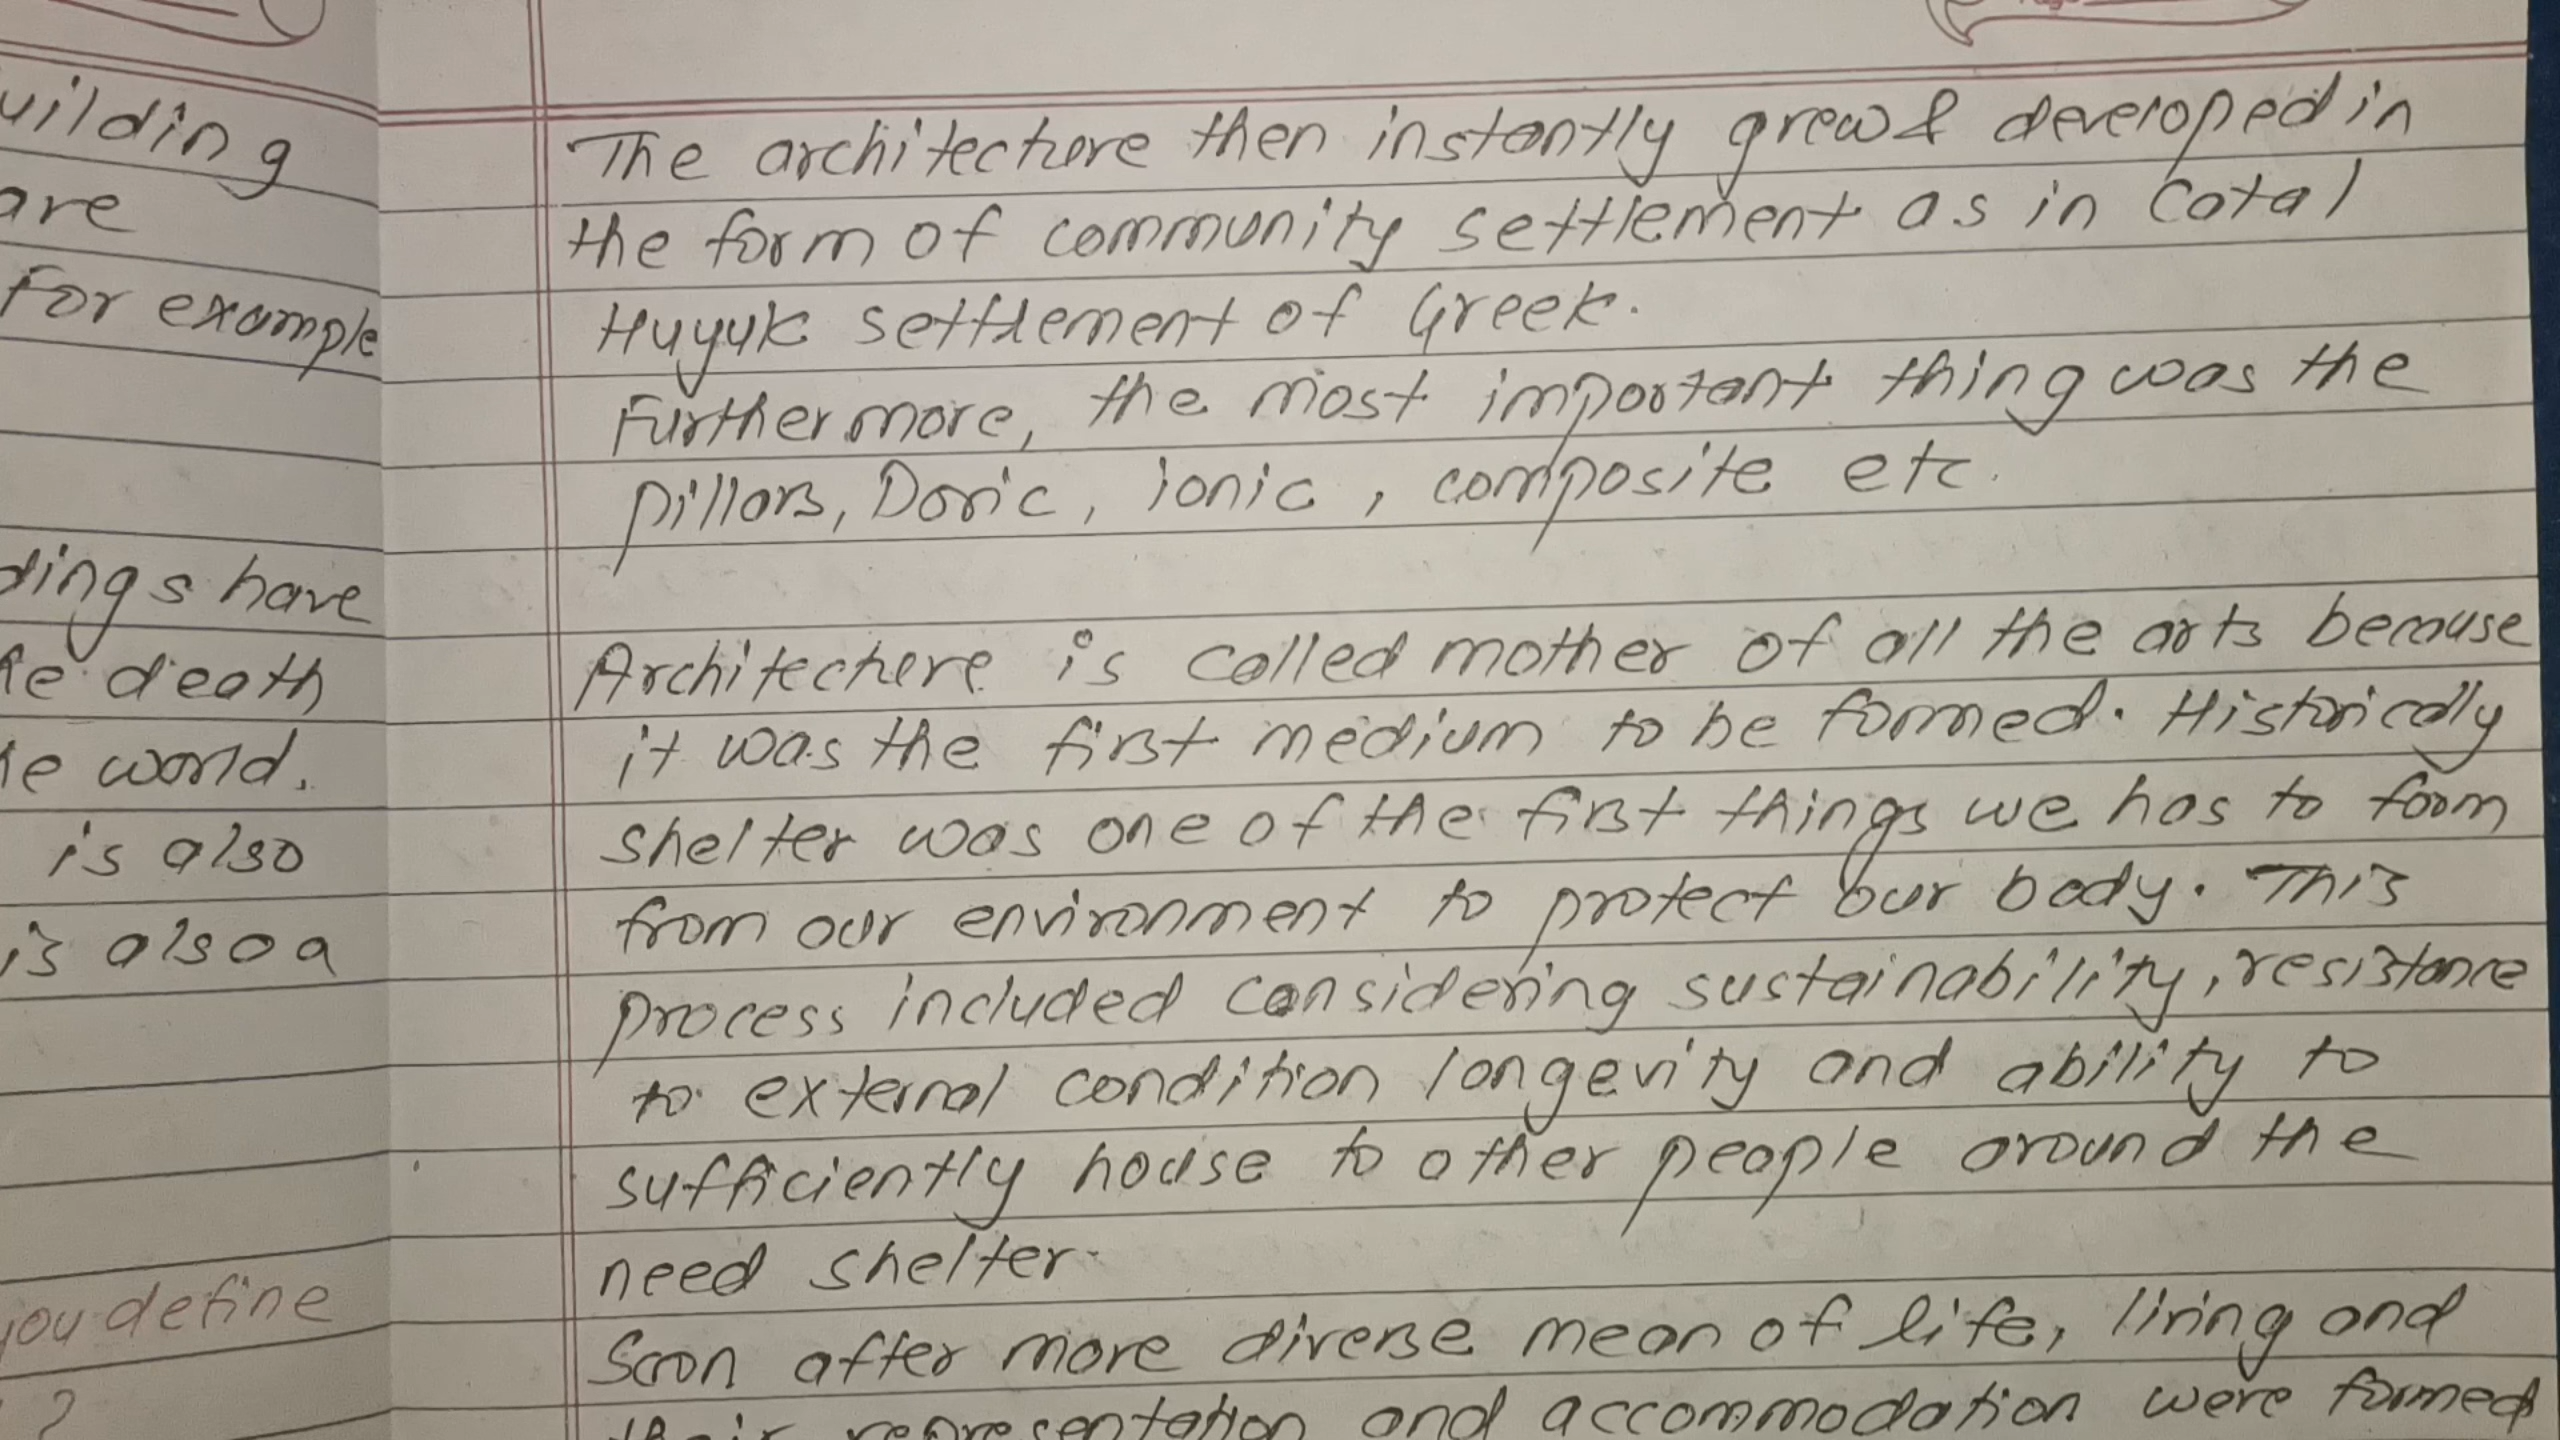 uilding
are
For example
dings have
he death
he world.
is also
is also a
you define
?
The architecture then instantly grew & developed in
the form of community settlement as in Catal
Huyuk settlement of Greek.
Furthermore, the most important thing was the
pillars, Doric, ionic, composite etc.
Architecture is called mother of all the arts because
it was the first medium to be formed. Historically
shelter was one of the first things we has to form
from our environment to protect our body. This
process included considering sustainability, resistance
to external condition longevity and ability to
sufficiently house to other people around the
need shelter.
Soon after more diverse mean of life, living and
their representation and accommodation were formed